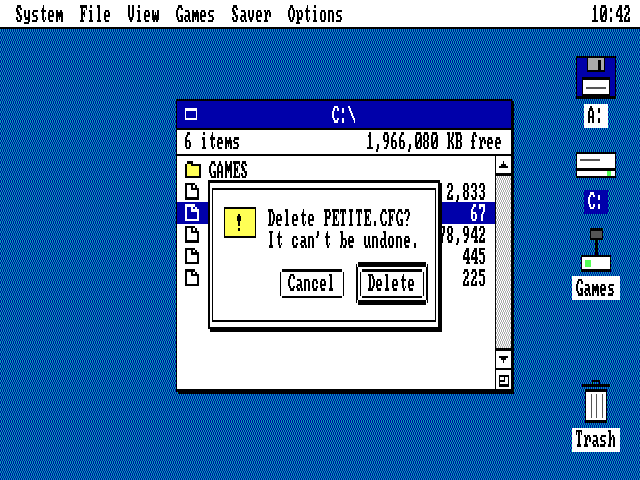 System File View Games Saver Options 10:42
A:
C:\
6 items 1,966,080 KB free
GAMES
2,833
67
78,942
445
225
!
Delete PETITE.CFG?
It can't be undone.
Cancel Delete
C:
Games
Trash